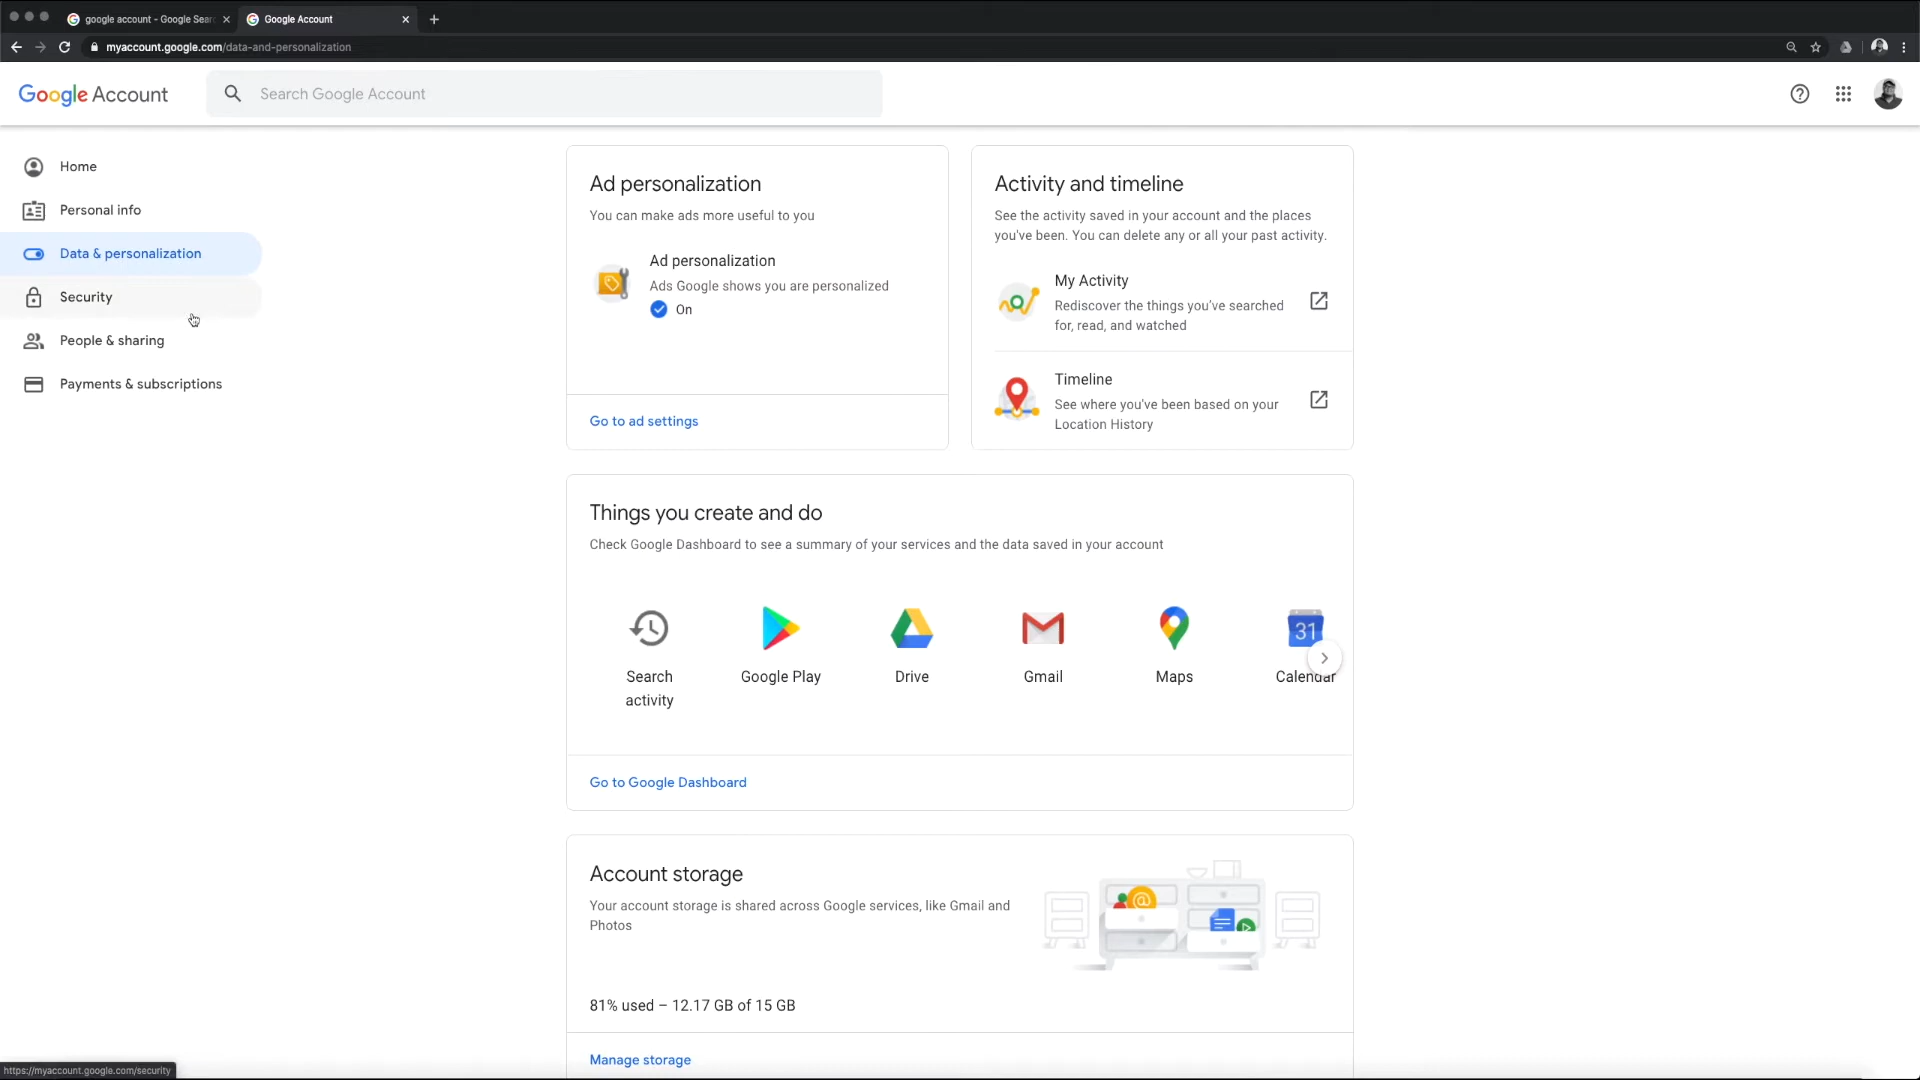 google account - Google Sear
Google Account
myaccount.google.com/data-and-personalization
Google Account
Search Google Account
Home
Personal info
Data & personalization
Security
People & sharing
Payments & subscriptions
Ad personalization
You can make ads more useful to you
Ad personalization
Ads Google shows you are personalized
On
Go to ad settings
Activity and timeline
See the activity saved in your account and the places
you've been. You can delete any or all your past activity.
My Activity
Rediscover the things you've searched
for, read, and watched
Timeline
See where you've been based on your
Location History
Things you create and do
Check Google Dashboard to see a summary of your services and the data saved in your account
Search
activity
Google Play
Drive
Gmail
Maps
31
Calendar
Go to Google Dashboard
Account storage
Your account storage is shared across Google services, like Gmail and
Photos
81% used – 12.17 GB of 15 GB
Manage storage
https://myaccount.google.com/security